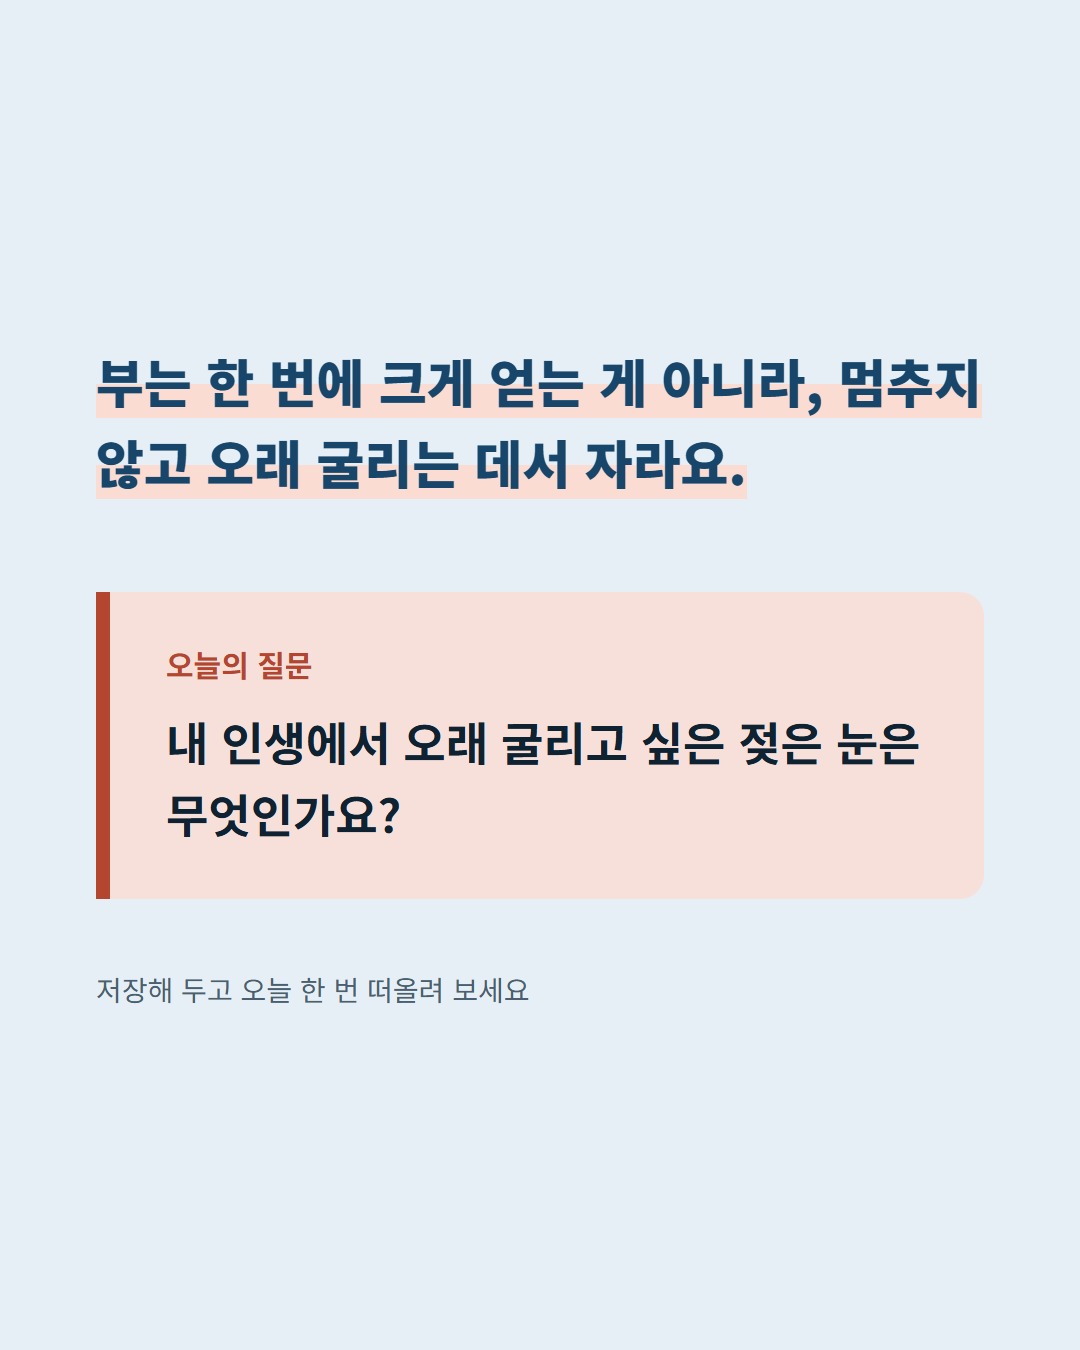 부는 한 번에 크게 얻는 게 아니라, 멈추지
않고 오래 굴리는 데서 자라요.
오늘의 질문
내 인생에서 오래 굴리고 싶은 젖은 눈은
무엇인가요?
저장해 두고 오늘 한 번 떠올려 보세요